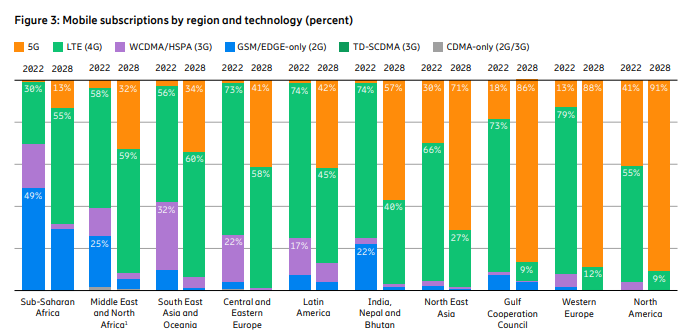 Figure 3: Mobile subscriptions by region and technology (percent)
5G LTE (4G) WCDMA/HSPA (3G) GSM/EDGE-only (2G) TD-SCDMA (3G) CDMA-only (2G/3G)
2022 2028 2022 2028 2022 2028 2022 2028 2022 2028 2022 2028 2022 2028 2022 2028 2022 2028 2022 2028
30% 13% 58% 32% 56% 34% 73% 41% 74% 42% 74% 57% 30% 71% 18% 86% 13% 88% 41% 91%
55% 59% 60% 58% 45% 40% 66% 27% 73% 9% 79% 12% 55% 9%
49% 25% 32% 22% 17% 22%
Sub-Saharan
Africa
Middle East
and North
Africa¹
South East
Asia and
Oceania
Central and
Eastern
Europe
Latin
America
India,
Nepal and
Bhutan
North East
Asia
Gulf
Cooperation
Council
Western
Europe
North
America